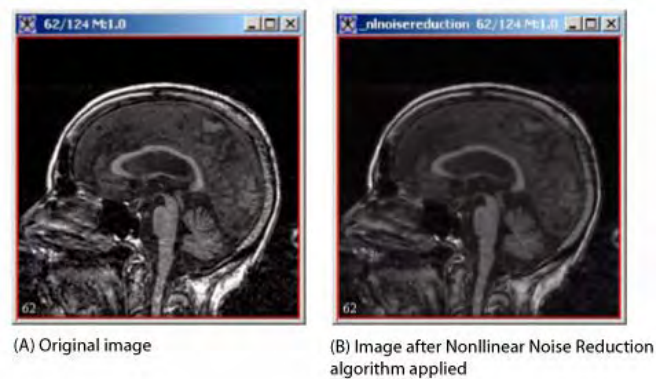 62/124 M:1.0
_nlnoisereduction 62/124 M:1.0
62
62
(A) Original image
(B) Image after Nonllinear Noise Reduction
algorithm applied